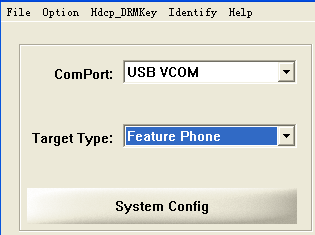 File Option Hdcp_DRMKey Identify Help
ComPort: USB VCOM
Target Type: Feature Phone
System Config